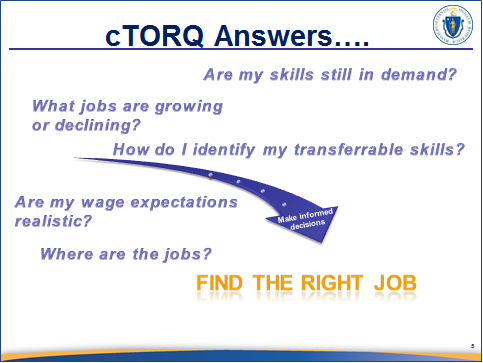 cTORQ Answers….
Are my skills still in demand?
What jobs are growing
or declining?
How do I identify my transferrable skills?
Make informed
decisions
Are my wage expectations
realistic?
Where are the jobs?
FIND THE RIGHT JOB
5